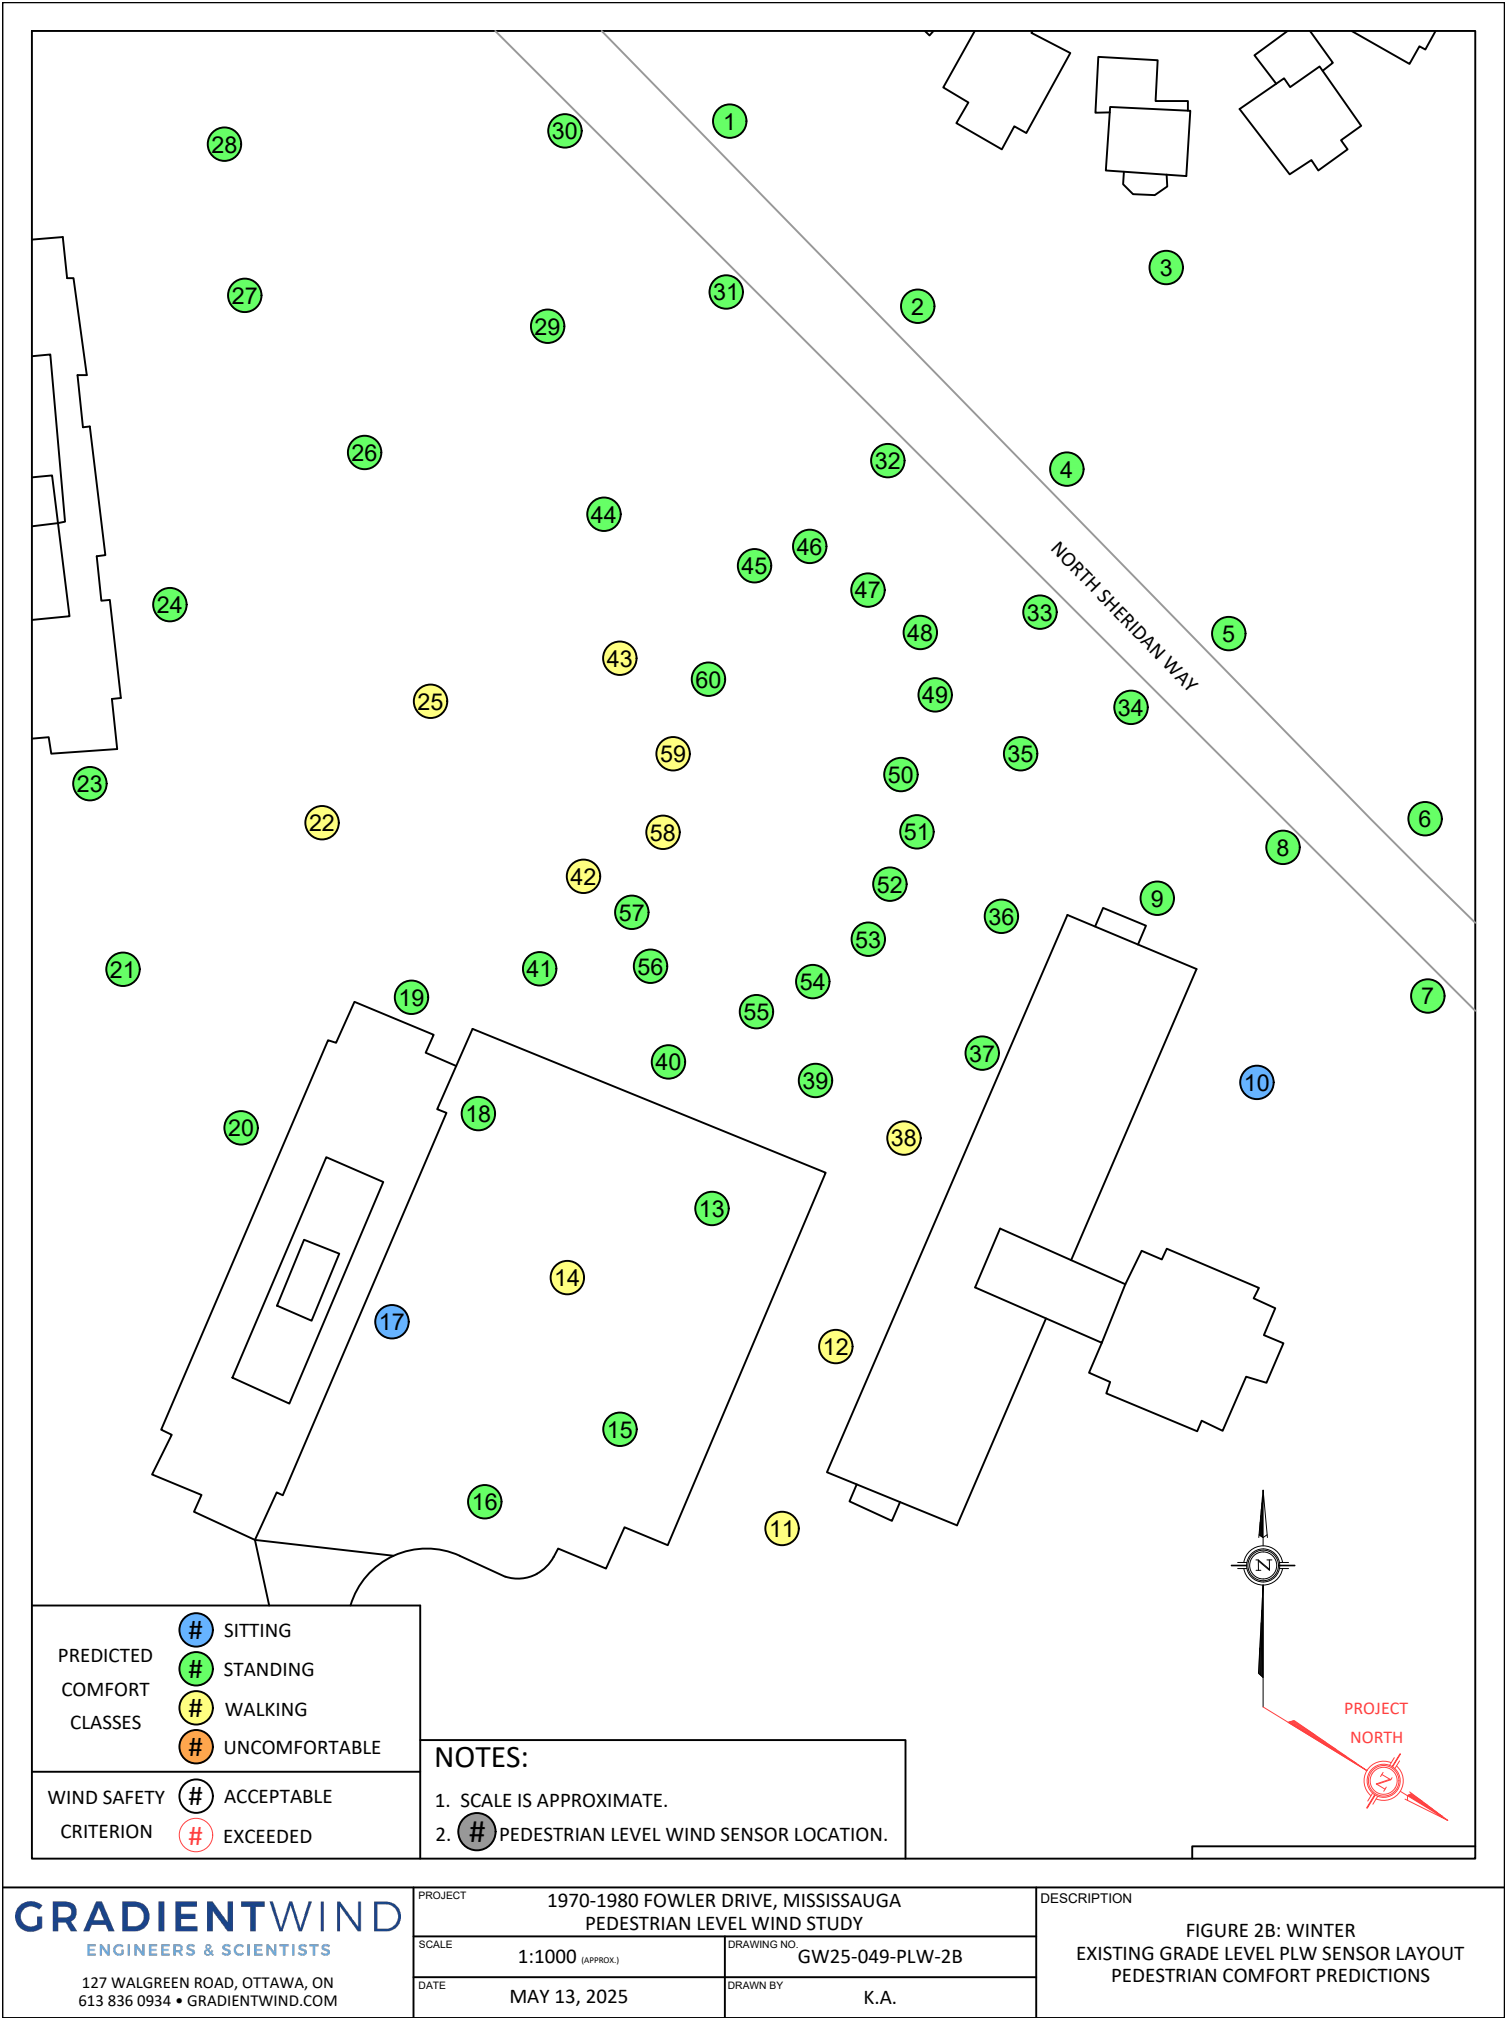 28
30
1
27
31
3
2
29
26
32
4
44
46
45
47
24
33
48
5
43
60
49
25
34
59
35
50
23
22
58
51
6
8
42
52
57
9
36
53
21
41
56
54
19
7
55
40
37
39
10
18
20
38
13
14
17
12
15
16
11
NORTH SHERIDAN WAY
N
PROJECT
NORTH
N
PREDICTED
COMFORT
CLASSES
# SITTING
# STANDING
# WALKING
# UNCOMFORTABLE
WIND SAFETY
CRITERION
# ACCEPTABLE
# EXCEEDED
NOTES:
1. SCALE IS APPROXIMATE.
2. # PEDESTRIAN LEVEL WIND SENSOR LOCATION.
GRADIENTWIND
ENGINEERS & SCIENTISTS
127 WALGREEN ROAD, OTTAWA, ON
613 836 0934 • GRADIENTWIND.COM
PROJECT
1970-1980 FOWLER DRIVE, MISSISSAUGA
PEDESTRIAN LEVEL WIND STUDY
SCALE
1:1000 (APPROX.)
DRAWING NO.
GW25-049-PLW-2B
DATE
MAY 13, 2025
DRAWN BY
K.A.
DESCRIPTION
FIGURE 2B: WINTER
EXISTING GRADE LEVEL PLW SENSOR LAYOUT
PEDESTRIAN COMFORT PREDICTIONS